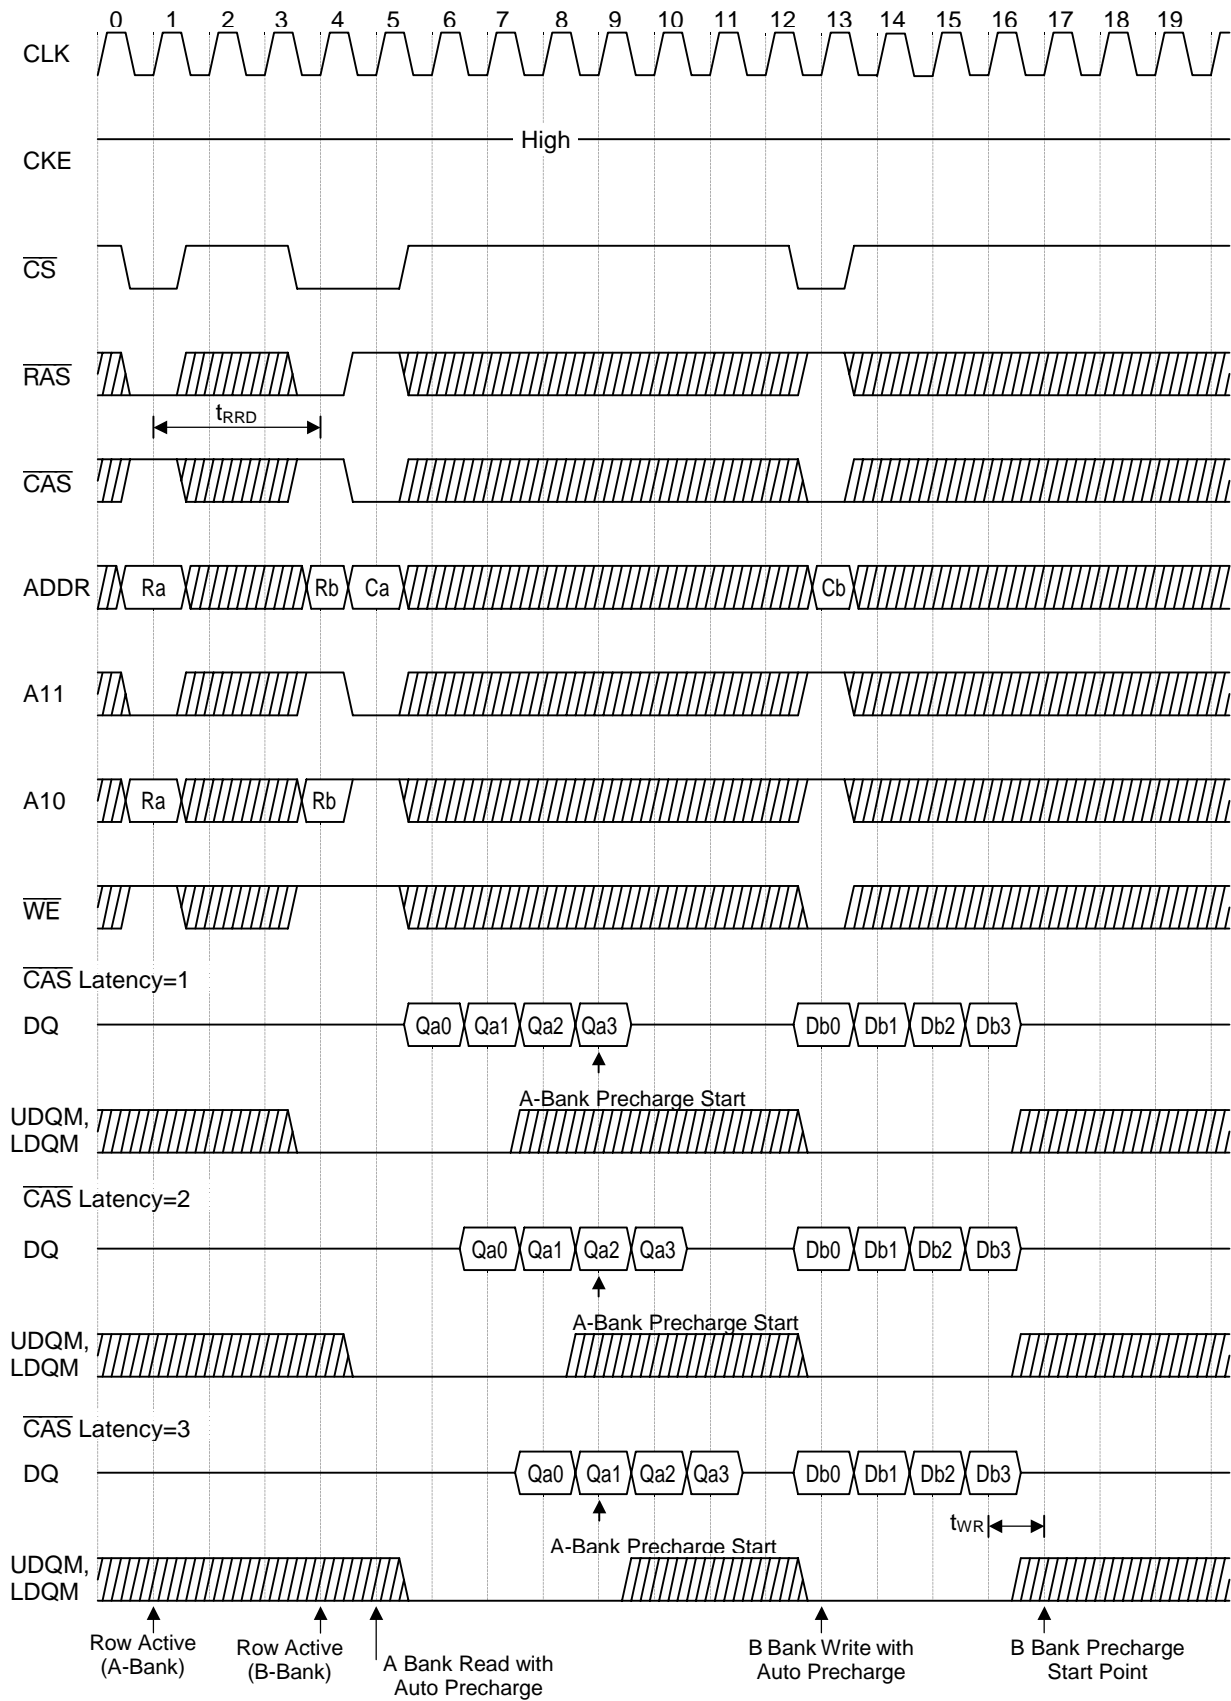 0 1 2 3 4 5 6 7 8 9 10 11 12 13 14 15 16 17 18 19
CLK
High
CKE
CS
RAS
tRRD
CAS
ADDR Ra Rb Ca Cb
A11
A10 Ra Rb
WE
CAS Latency=1
DQ Qa0 Qa1 Qa2 Qa3 Db0 Db1 Db2 Db3
A-Bank Precharge Start
UDQM,
LDQM
CAS Latency=2
DQ Qa0 Qa1 Qa2 Qa3 Db0 Db1 Db2 Db3
A-Bank Precharge Start
UDQM,
LDQM
CAS Latency=3
DQ Qa0 Qa1 Qa2 Qa3 Db0 Db1 Db2 Db3
tWR
A-Bank Precharge Start
UDQM,
LDQM
Row Active
(A-Bank)
Row Active
(B-Bank)
A Bank Read with
Auto Precharge
B Bank Write with
Auto Precharge
B Bank Precharge
Start Point